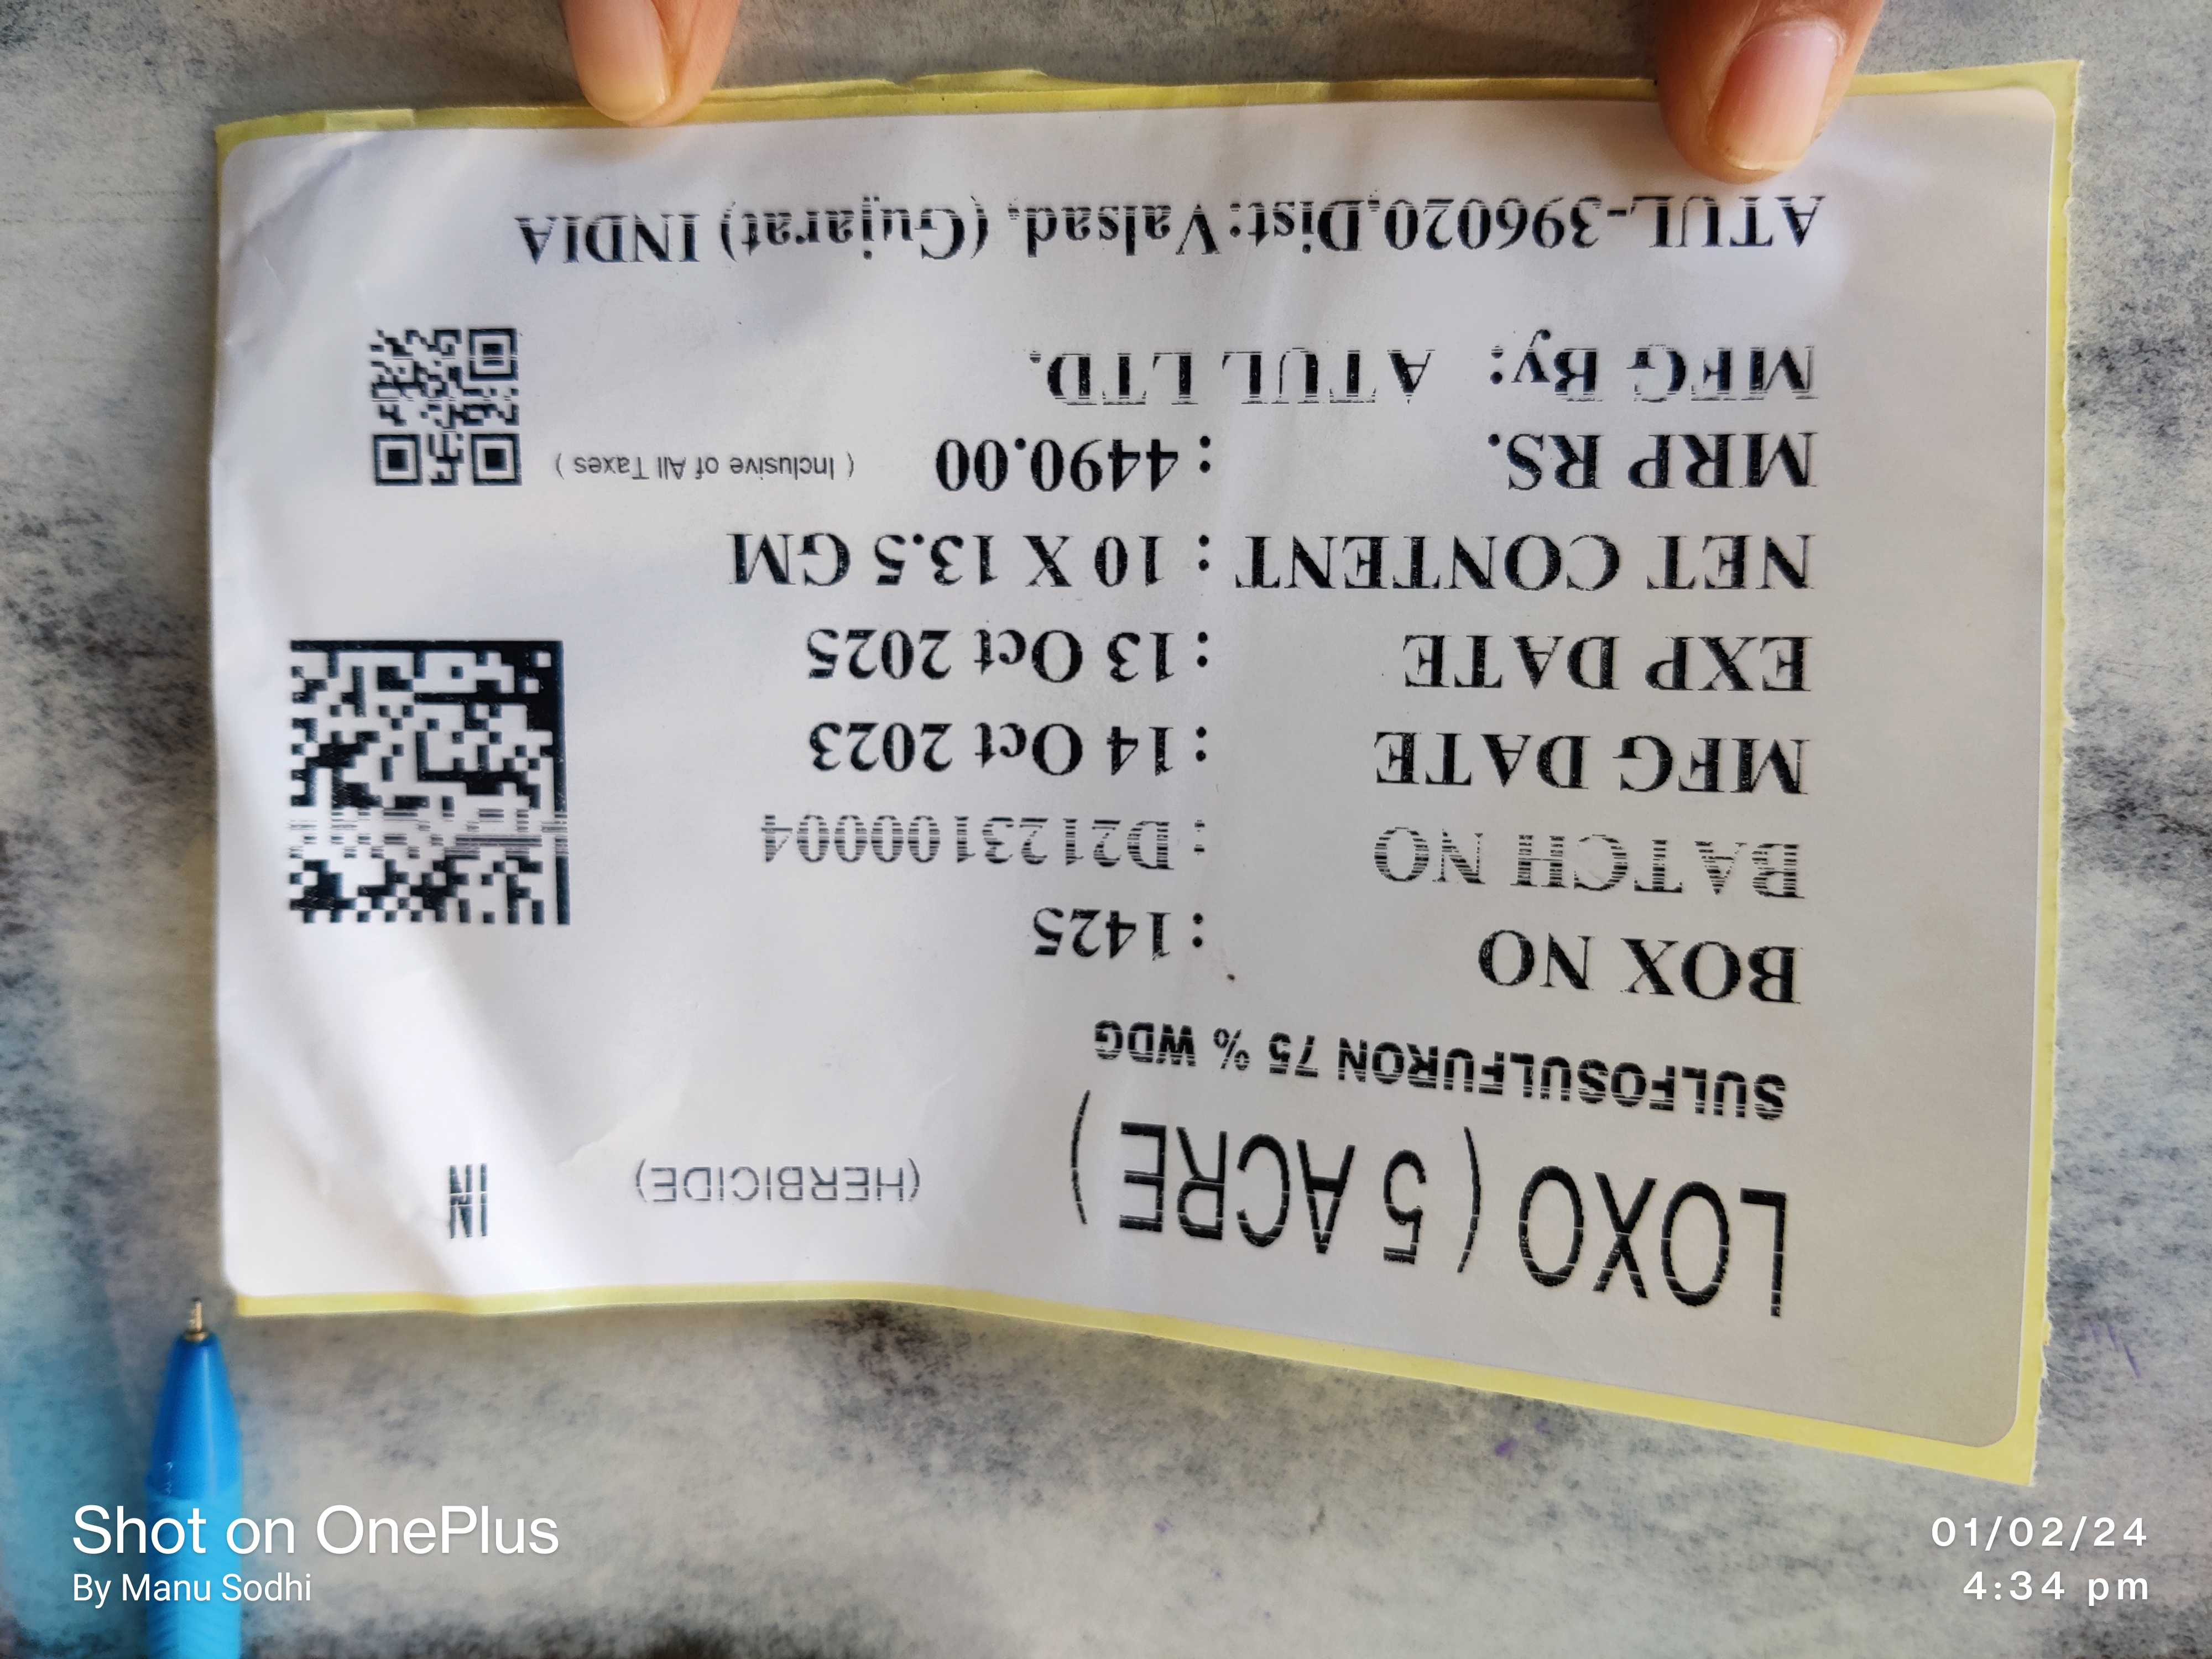 LOXO ( 5 ACRE ) (HERBICIDE) IN
SULFOSULFURON 75 % WDG
BOX NO : 1425
BATCH NO : D2123100004
MFG DATE : 14 Oct 2023
EXP DATE : 13 Oct 2025
NET CONTENT : 10 X 13.5 GM
MRP RS. : 4490.00 ( Inclusive of All Taxes )
MFG By: ATUL LTD.
ATUL-396020,Dist:Valsad, (Gujarat) INDIA
Shot on OnePlus
By Manu Sodhi
01/02/24
4:34 pm